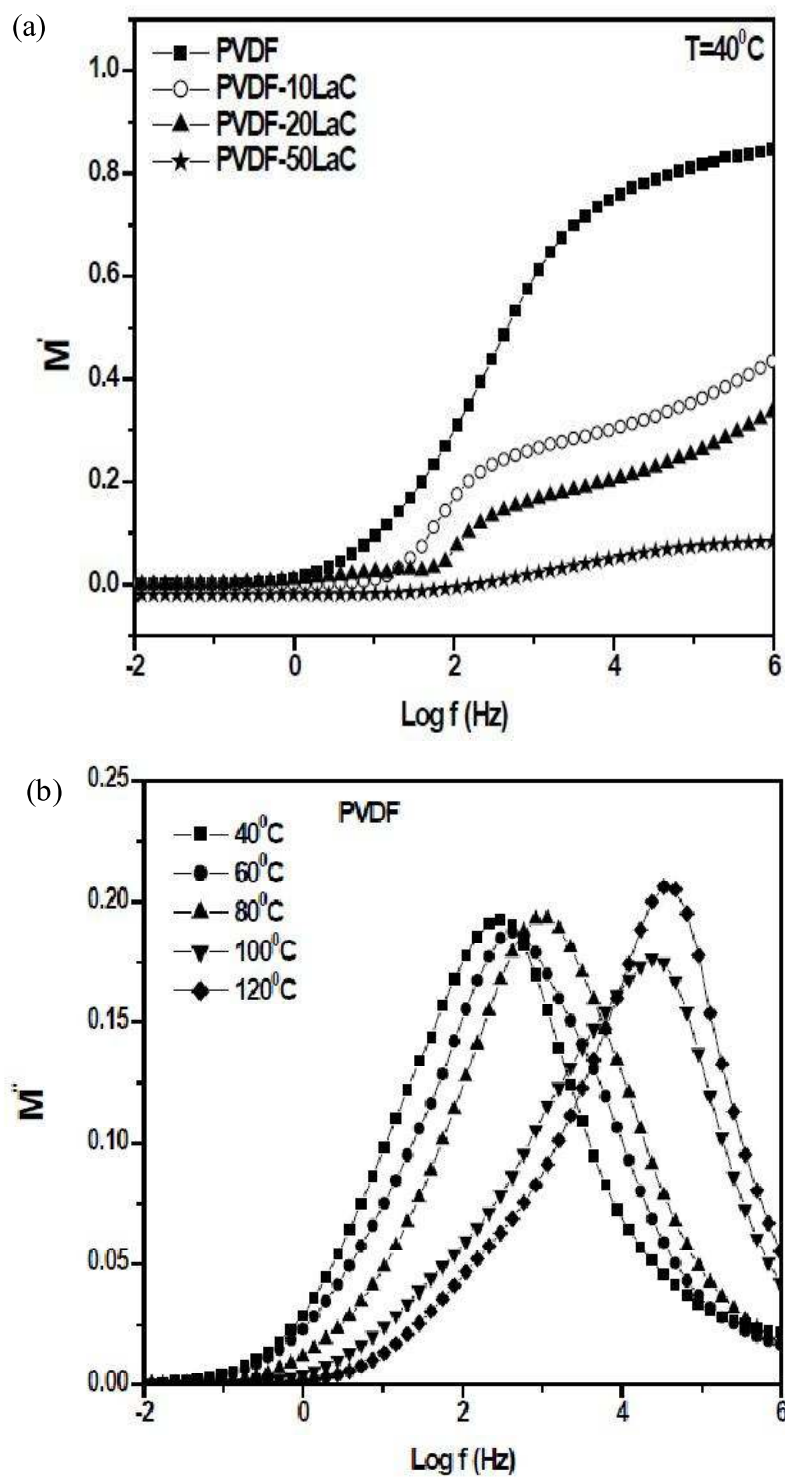 (a)
PVDF
PVDF-10LaC
PVDF-20LaC
PVDF-50LaC
T=40⁰C
1.0
0.8
0.6
0.4
0.2
0.0
M'
-2 0 2 4 6
Log f (Hz)
(b)
PVDF
40⁰C
60⁰C
80⁰C
100⁰C
120⁰C
0.25
0.20
0.15
0.10
0.05
0.00
M"
-2 0 2 4 6
Log f (Hz)